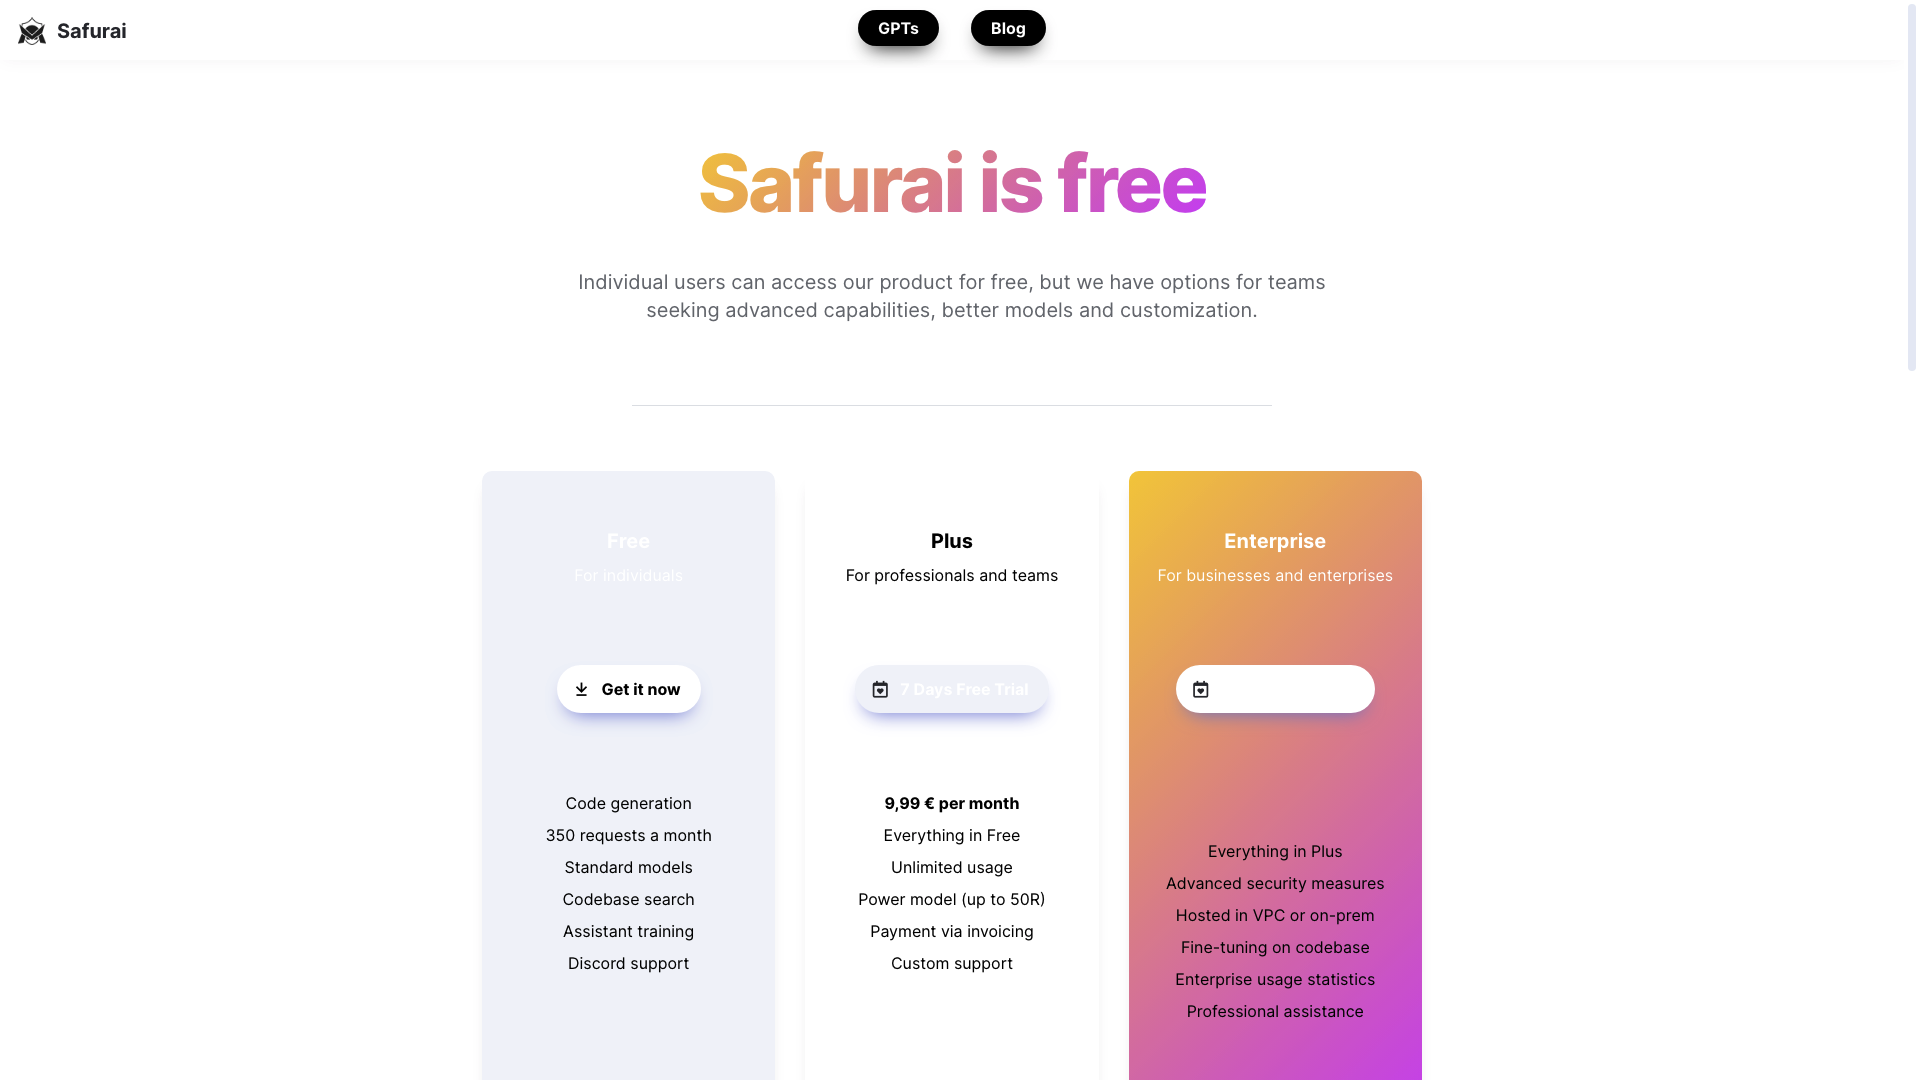 Safurai
GPTs
Blog
Safurai is free
Individual users can access our product for free, but we have options for teams
seeking advanced capabilities, better models and customization.
Free
For individuals
Get it now
Code generation
350 requests a month
Standard models
Codebase search
Assistant training
Discord support
Plus
For professionals and teams
7 Days Free Trial
9,99 € per month
Everything in Free
Unlimited usage
Power model (up to 50R)
Payment via invoicing
Custom support
Enterprise
For businesses and enterprises
Everything in Plus
Advanced security measures
Hosted in VPC or on-prem
Fine-tuning on codebase
Enterprise usage statistics
Professional assistance